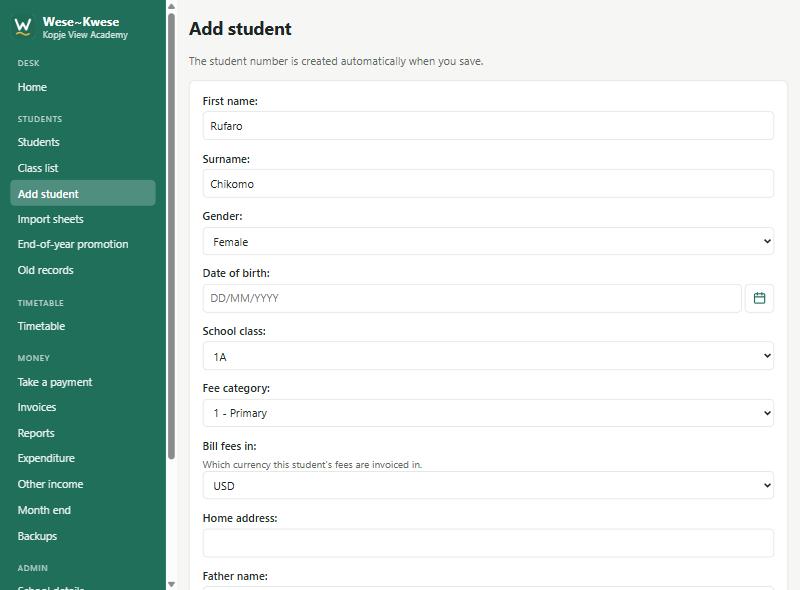 Wese~Kwese
Kopje View Academy
DESK
Home
STUDENTS
Students
Class list
Add student
Import sheets
End-of-year promotion
Old records
TIMETABLE
Timetable
MONEY
Take a payment
Invoices
Reports
Expenditure
Other income
Month end
Backups
ADMIN
School details
Add student
The student number is created automatically when you save.
First name:
Rufaro
Surname:
Chikomo
Gender:
Female
Date of birth:
DD/MM/YYYY
School class:
1A
Fee category:
1 - Primary
Bill fees in:
Which currency this student's fees are invoiced in.
USD
Home address:
Father name: